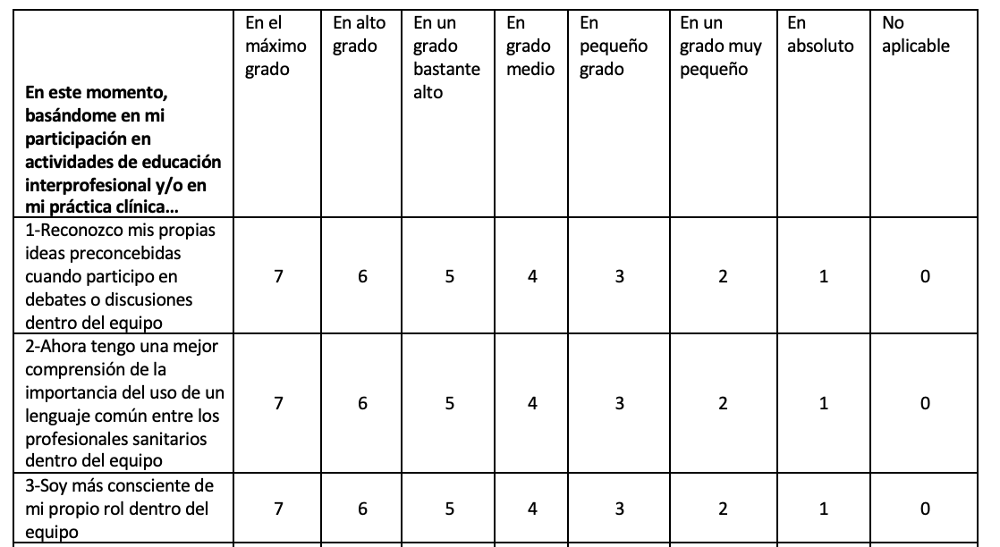 En este momento,
basándome en mi
participación en
actividades de educación
interprofesional y/o en
mi práctica clínica...
En el
máximo
grado
En alto
grado
En un
grado
bastante
alto
En
grado
medio
En
pequeño
grado
En un
grado muy
pequeño
En
absoluto
No
aplicable
1-Reconozco mis propias
ideas preconcebidas
cuando participo en
debates o discusiones
dentro del equipo
7 6 5 4 3 2 1 0
2-Ahora tengo una mejor
comprensión de la
importancia del uso de un
lenguaje común entre los
profesionales sanitarios
dentro del equipo
7 6 5 4 3 2 1 0
3-Soy más consciente de
mi propio rol dentro del
equipo
7 6 5 4 3 2 1 0